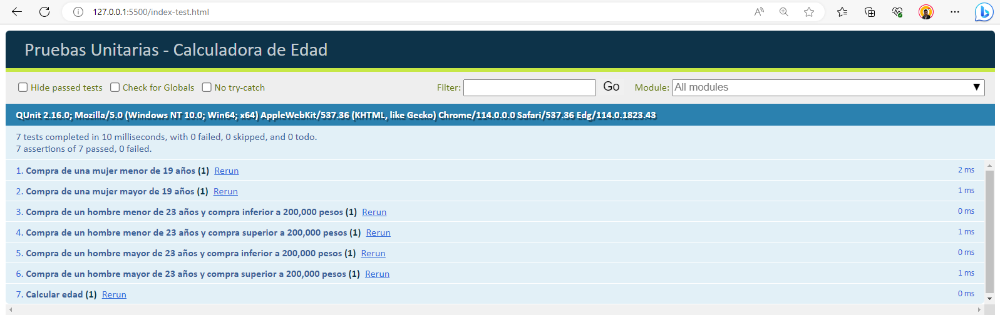 127.0.0.1:5500/index-test.html
Pruebas Unitarias - Calculadora de Edad
Hide passed tests Check for Globals No try-catch Filter: Go Module: All modules ▼
QUnit 2.16.0; Mozilla/5.0 (Windows NT 10.0; Win64; x64) AppleWebKit/537.36 (KHTML, like Gecko) Chrome/114.0.0.0 Safari/537.36 Edg/114.0.1823.43
7 tests completed in 10 milliseconds, with 0 failed, 0 skipped, and 0 todo.
7 assertions of 7 passed, 0 failed.
1. Compra de una mujer menor de 19 años (1) Rerun 2 ms
2. Compra de una mujer mayor de 19 años (1) Rerun 1 ms
3. Compra de un hombre menor de 23 años y compra inferior a 200,000 pesos (1) Rerun 0 ms
4. Compra de un hombre menor de 23 años y compra superior a 200,000 pesos (1) Rerun 1 ms
5. Compra de un hombre mayor de 23 años y compra inferior a 200,000 pesos (1) Rerun 0 ms
6. Compra de un hombre mayor de 23 años y compra superior a 200,000 pesos (1) Rerun 1 ms
7. Calcular edad (1) Rerun 0 ms